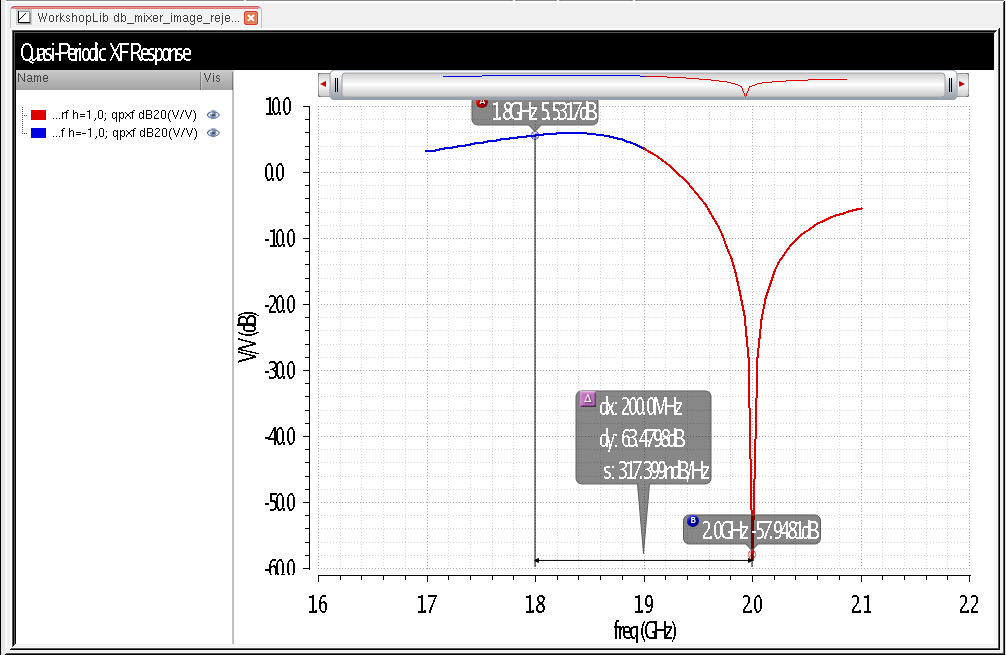 WorkshopLib db_mixer_image_reje...
Quasi-Periodic XF Response
Name Vis
...rf h=1,0; qpxf dB20(V/V)
...f h=-1,0; qpxf dB20(V/V)
10.0
0.0
-10.0
-20.0
-30.0
-40.0
-50.0
-60.0
V/V (dB)
A
1.8GHz 5.5317dB
Δ
dx: 200.0MHz
dy: 63.4798dB
s: 317.399ndB/Hz
B
2.0GHz -57.9481dB
16 17 18 19 20 21 22
freq (GHz)